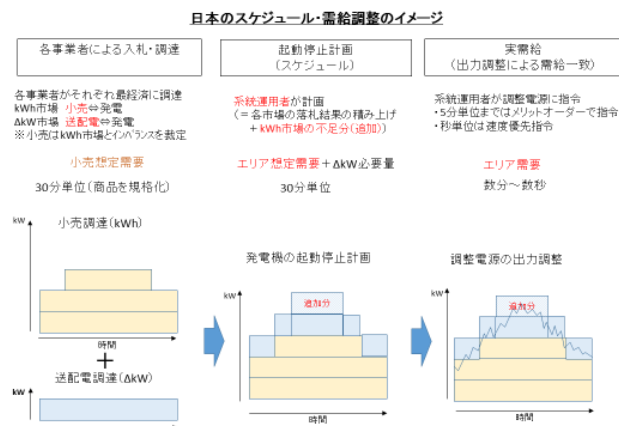 日本のスケジュール・需給調整のイメージ
各事業者による入札・調達
各事業者がそれぞれ最経済に調達
kWh市場 小売⇔発電
ΔkW市場 送配電⇔発電
※小売はkWh市場とインバランスを裁定
小売想定需要
30分単位(商品を規格化)
小売調達(kWh)
kW
時間
+
送配電調達(ΔkW)
kW
起動停止計画
(スケジュール)
系統運用者が計画
(=各市場の落札結果の積み上げ
+kWh市場の不足分(追加))
エリア想定需要+ΔkW必要量
30分単位
発電機の起動停止計画
kW
追加分
時間
実需給
(出力調整による需給一致)
系統運用者が調整電源に指令
・5分単位まではメリットオーダーで指令
・秒単位は速度優先指令
エリア需要
数分～数秒
調整電源の出力調整
kW
追加分
時間